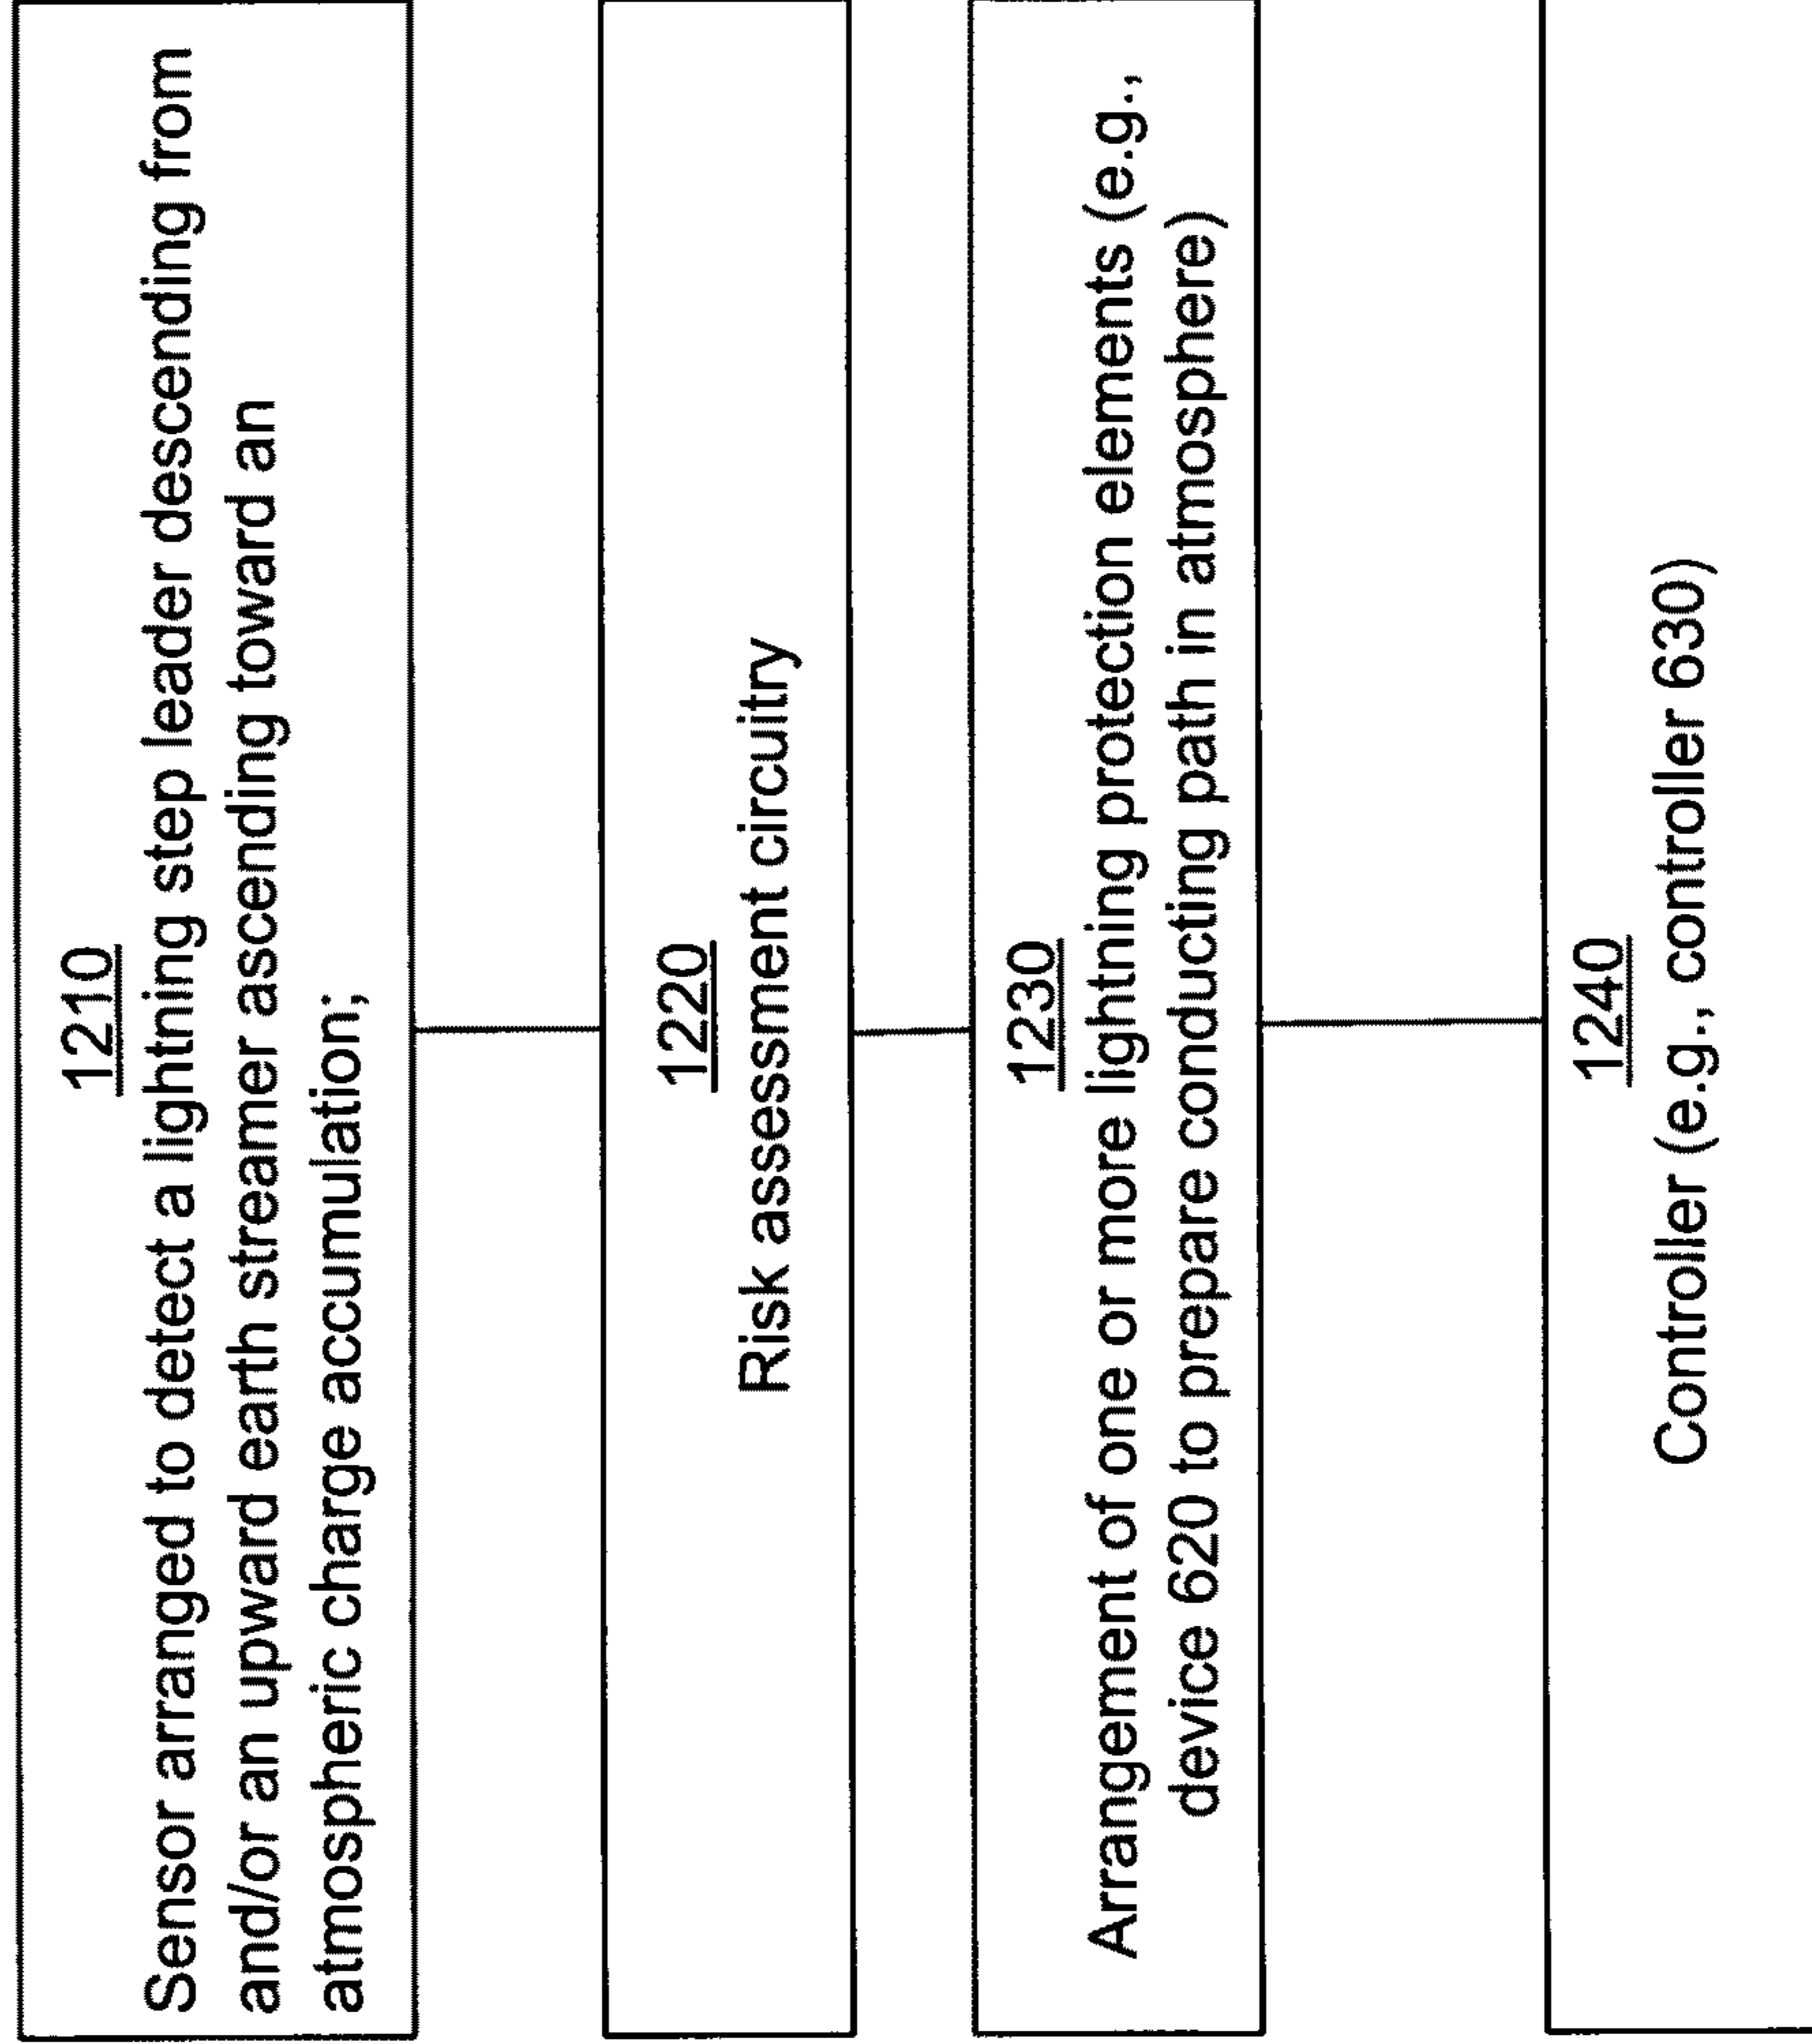 1210
Sensor arranged to detect a lightning step leader descending from
and/or an upward earth streamer ascending toward an
atmospheric charge accumulation;
1220
Risk assessment circuitry
1230
Arrangement of one or more lightning protection elements (e.g.,
device 620 to prepare conducting path in atmosphere)
1240
Controller (e.g., controller 630)